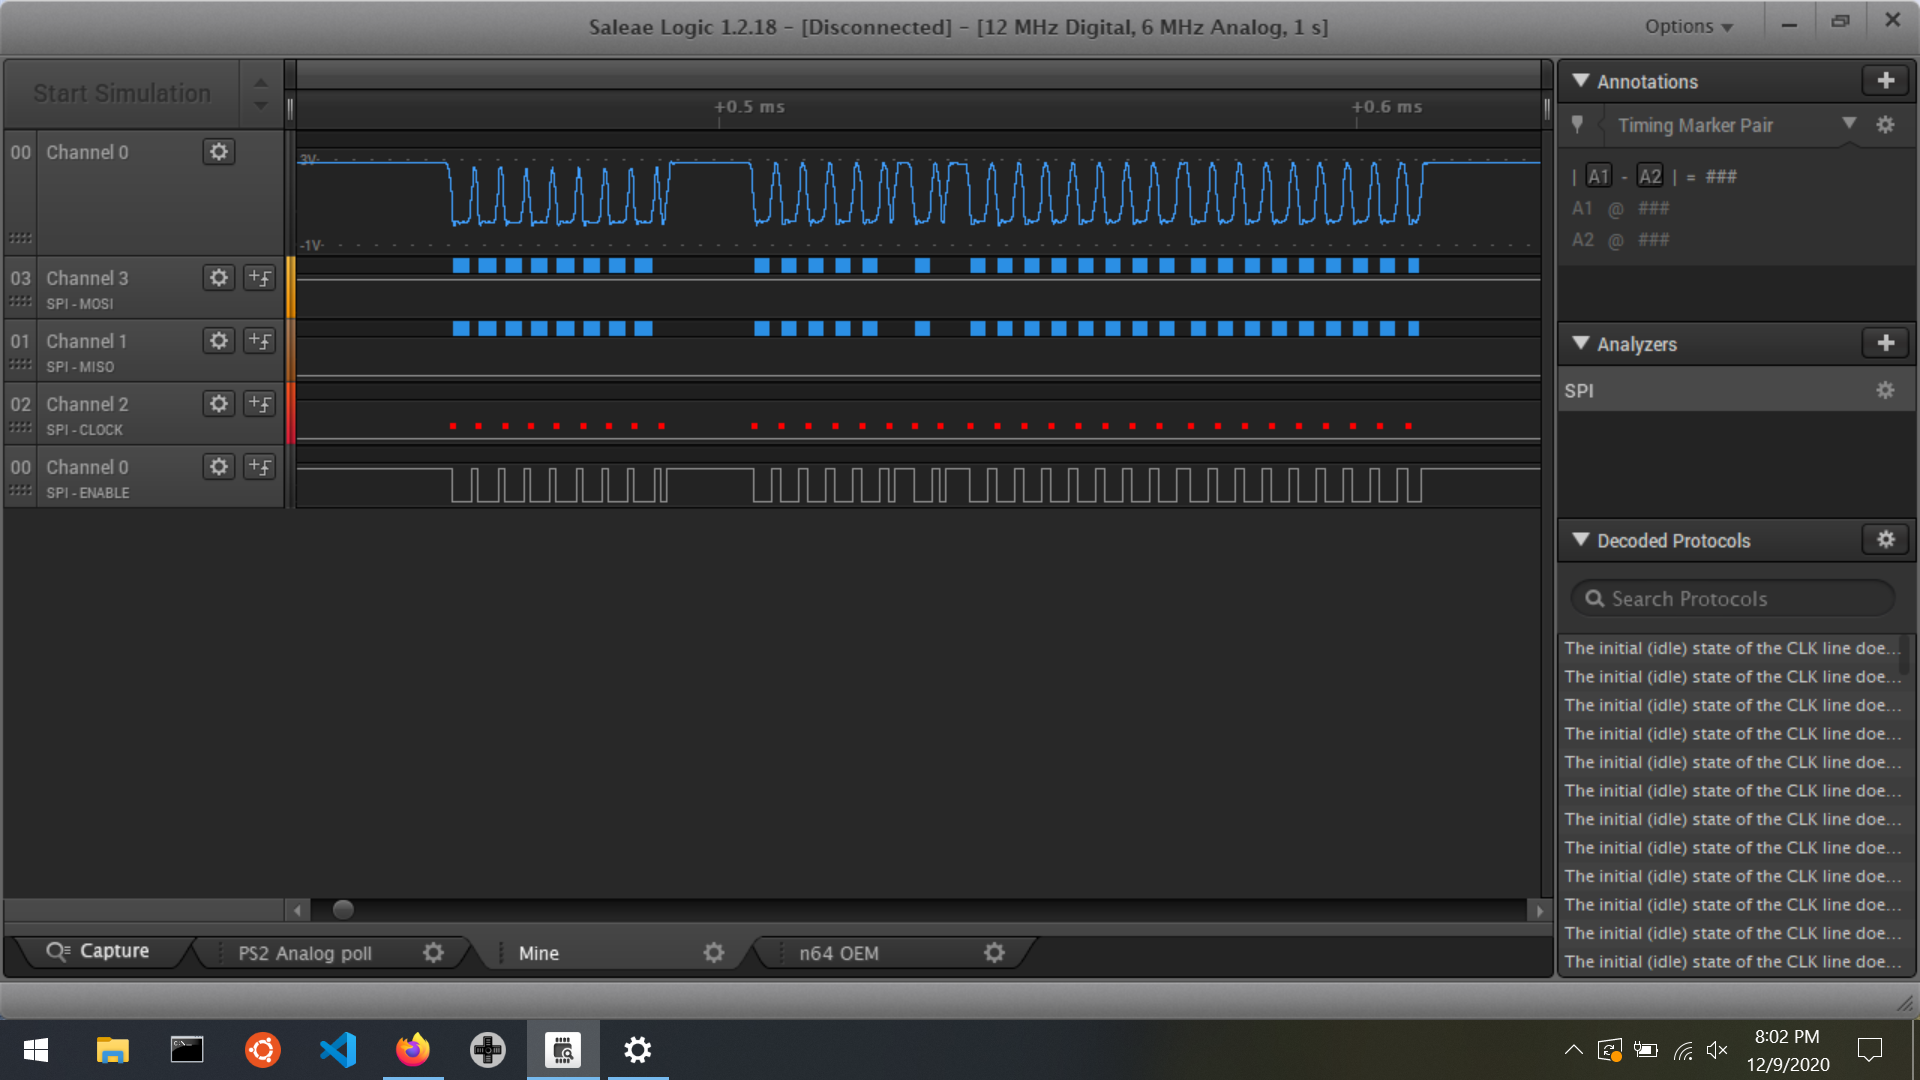 Saleae Logic 1.2.18 - [Disconnected] - [12 MHz Digital, 6 MHz Analog, 1 s]
Options
Start Simulation
+0.5 ms
+0.6 ms
00 Channel 0
3V
-1V
03 Channel 3
SPI - MOSI
01 Channel 1
SPI - MISO
02 Channel 2
SPI - CLOCK
00 Channel 0
SPI - ENABLE
Annotations
Timing Marker Pair
| A1 - A2 | = ###
A1 @ ###
A2 @ ###
Analyzers
SPI
Decoded Protocols
Search Protocols
The initial (idle) state of the CLK line doe...
The initial (idle) state of the CLK line doe...
The initial (idle) state of the CLK line doe...
The initial (idle) state of the CLK line doe...
The initial (idle) state of the CLK line doe...
The initial (idle) state of the CLK line doe...
The initial (idle) state of the CLK line doe...
The initial (idle) state of the CLK line doe...
The initial (idle) state of the CLK line doe...
The initial (idle) state of the CLK line doe...
The initial (idle) state of the CLK line doe...
The initial (idle) state of the CLK line doe...
Capture
PS2 Analog poll
Mine
n64 OEM
8:02 PM
12/9/2020